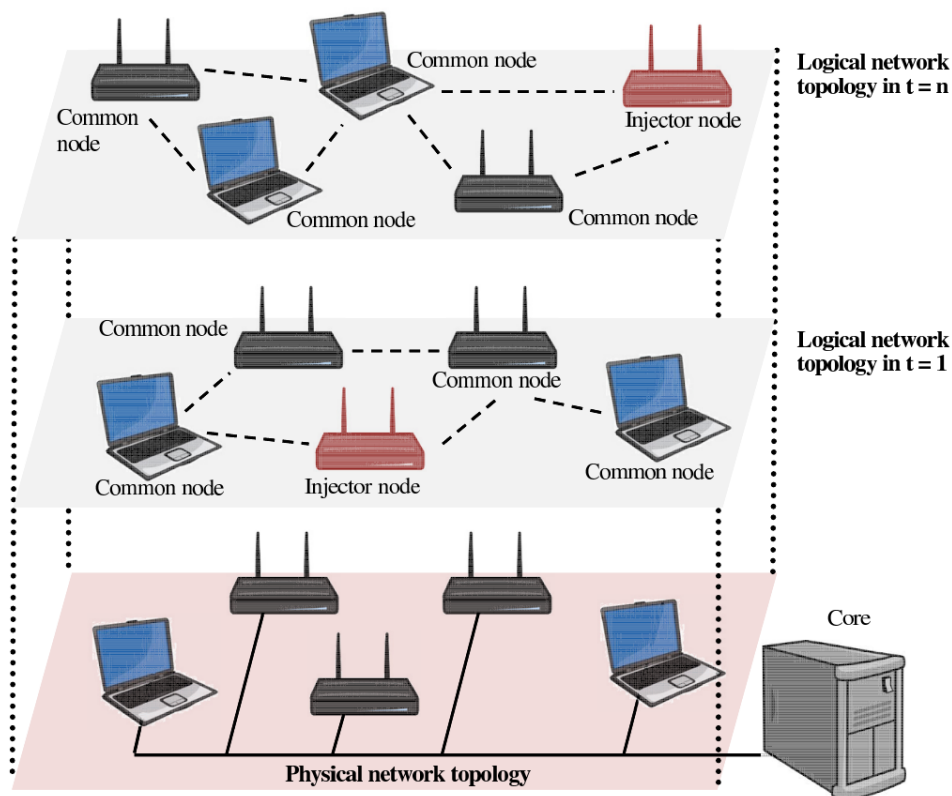 Common node
Logical network
topology in t = n
Common
node
Injector node
Common node
Common node
Common node
Common node
Logical network
topology in t = 1
Common node
Common node
Injector node
Common node
Core
Physical network topology